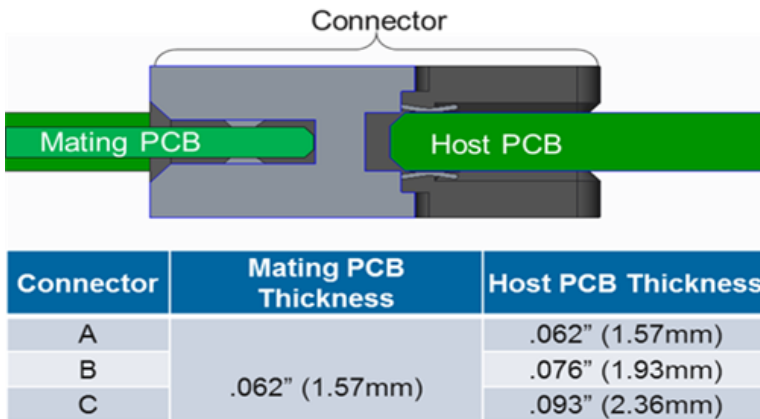 Connector
Mating PCB
Host PCB
Connector
Mating PCB
Thickness
Host PCB Thickness
A
.062” (1.57mm)
.062” (1.57mm)
B
.076” (1.93mm)
C
.093” (2.36mm)